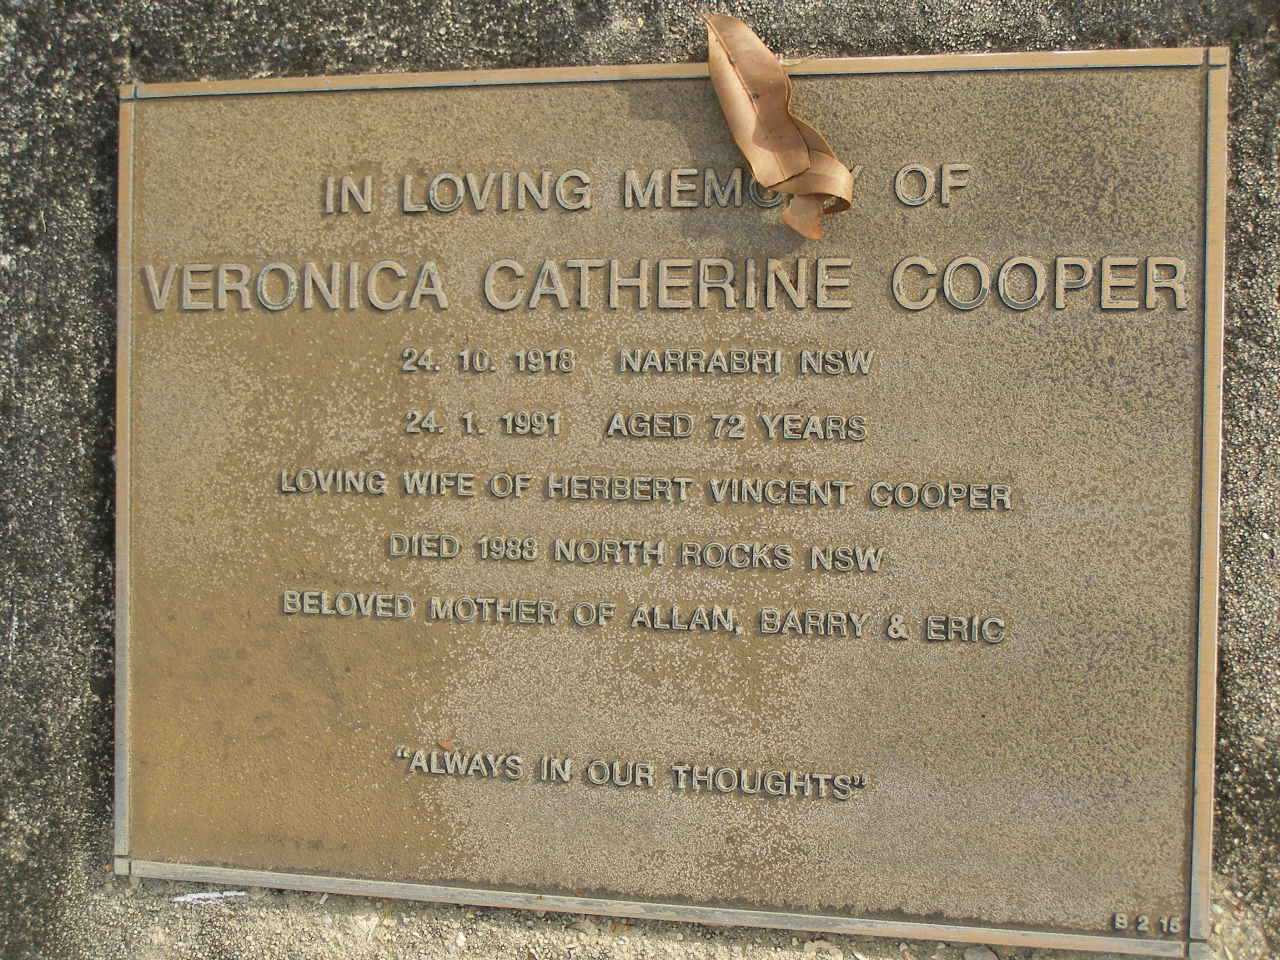 IN LOVING MEMORY OF
VERONICA CATHERINE COOPER
24. 10. 1918 NARRABRI NSW
24. 1. 1991 AGED 72 YEARS
LOVING WIFE OF HERBERT VINCENT COOPER
DIED 1988 NORTH ROCKS NSW
BELOVED MOTHER OF ALLAN, BARRY & ERIC
“ALWAYS IN OUR THOUGHTS”
2 15